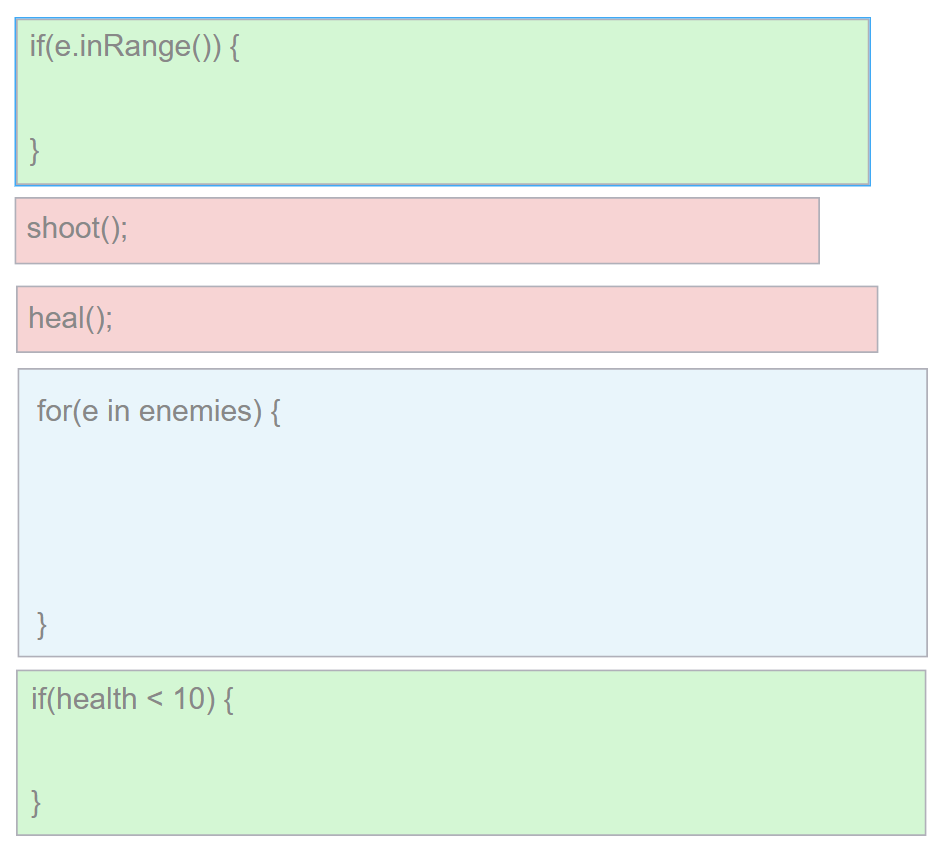 if(e.inRange()) {
}
shoot();
heal();
for(e in enemies) {
}
if(health < 10) {
}